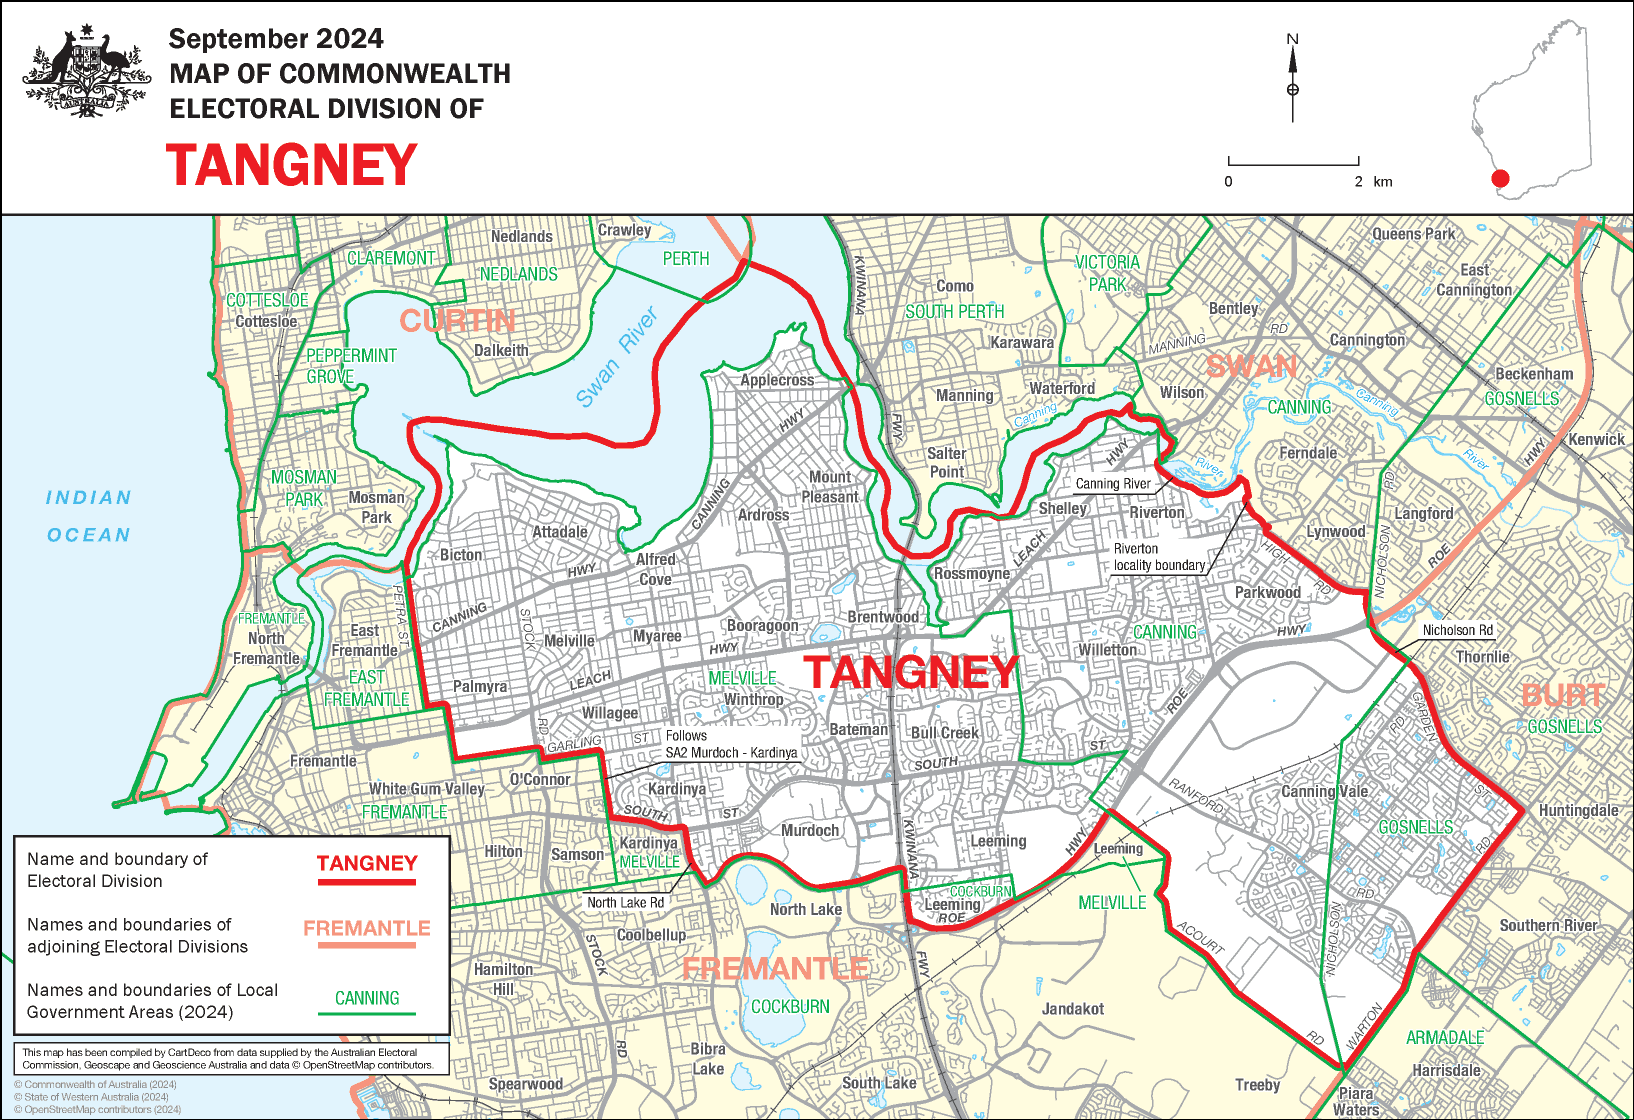 September 2024
MAP OF COMMONWEALTH
ELECTORAL DIVISION OF
TANGNEY
AUSTRALIA
N
0 2 km
Nedlands
Crawley
CLAREMONT
NEDLANDS
PERTH
COTTESLOE
Cottesloe
CURTIN
PEPPERMINT
GROVE
Dalkeith
Swan River
KWINANA
FWY
Como
SOUTH PERTH
VICTORIA
PARK
Karawara
Queens Park
East
Cannington
Bentley
RD
MANNING
Cannington
SWAN
Beckenham
GOSNELLS
Applecross
HWY
Manning
Waterford
Wilson
CANNING
Canning
Canning
River
River
Kenwick
HWY
MOSMAN
PARK
Mosman
Park
INDIAN
OCEAN
Mount
Pleasant
Salter
Point
HWY
Ferndale
Canning River
Shelley
Riverton
Lynwood
Langford
RD
NICHOLSON
ROE
CANNING
Ardross
Attadale
Bicton
Alfred
Cove
HWY
CANNING
LEACH
Rossmoyne
Riverton
locality boundary
HIGH
RD
Parkwood
PETRA ST
STOCK
RD
FREMANTLE
North
Fremantle
East
Fremantle
EAST
FREMANTLE
Melville
Myaree
Booragoon
Brentwood
HWY
CANNING
Willetton
HWY
Nicholson Rd
Thornlie
TANGNEY
MELVILLE
Winthrop
LEACH
Palmyra
Willagee
GARLING
ST
Follows
SA2 Murdoch - Kardinya
Bateman
Bull Creek
SOUTH
ST
ROE
BURT
GOSNELLS
GARDEN
ST
RD
Fremantle
White Gum Valley
FREMANTLE
O'Connor
Kardinya
SOUTH
ST
Murdoch
KWINANA
FWY
Leeming
HWY
Leeming
RANFORD
RD
Canning Vale
GOSNELLS
Huntingdale
RD
Hilton
Samson
Kardinya
MELVILLE
North Lake Rd
North Lake
COCKBURN
Leeming
ROE
MELVILLE
Coolbellup
STOCK
RD
Hamilton
Hill
FREMANTLE
COCKBURN
ACOURT
RD
NICHOLSON
WARTON
Southern River
Jandakot
ARMADALE
Harrisdale
Bibra
Lake
Spearwood
South Lake
Treeby
Piara
Waters
Name and boundary of
Electoral Division
TANGNEY
Names and boundaries of
adjoining Electoral Divisions
FREMANTLE
Names and boundaries of Local
Government Areas (2024)
CANNING
This map has been compiled by CartDeco from data supplied by the Australian Electoral
Commission, Geoscape and Geoscience Australia and data © OpenStreetMap contributors.
© Commonwealth of Australia (2024)
© State of Western Australia (2024)
© OpenStreetMap contributors (2024)